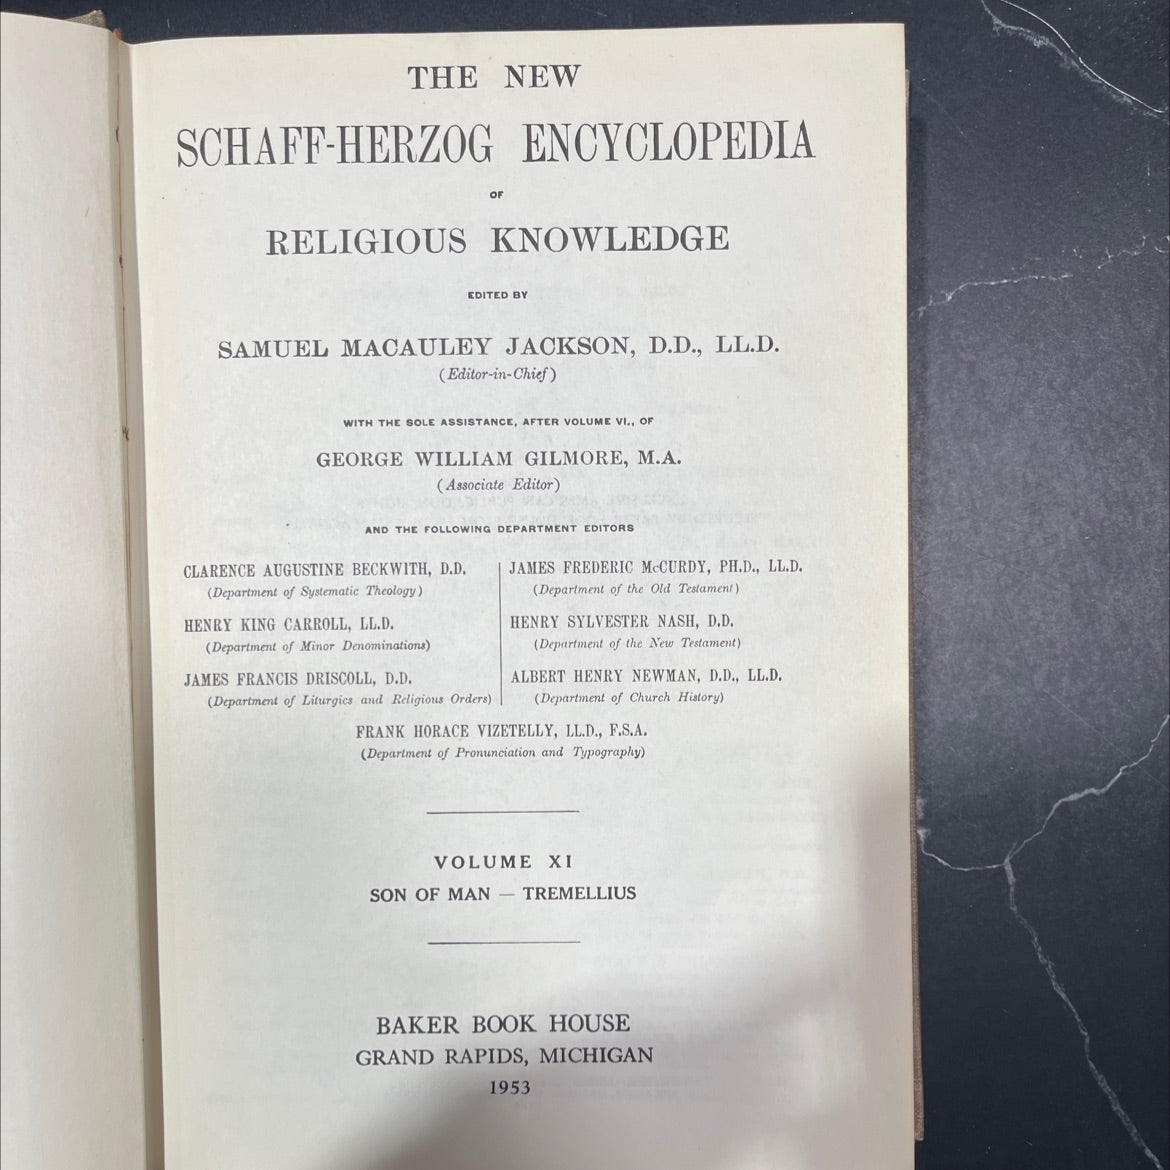 THE NEW
SCHAFF-HERZOG ENCYCLOPEDIA
OF
RELIGIOUS KNOWLEDGE
EDITED BY
SAMUEL MACAULEY JACKSON, D.D., LL.D.
(Editor-in-Chief)
WITH THE SOLE ASSISTANCE, AFTER VOLUME VI., OF
GEORGE WILLIAM GILMORE, M.A.
(Associate Editor)
AND THE FOLLOWING DEPARTMENT EDITORS
CLARENCE AUGUSTINE BECKWITH, D.D.
(Department of Systematic Theology)
HENRY KING CARROLL, LL.D.
(Department of Minor Denominations)
JAMES FRANCIS DRISCOLL, D.D.
(Department of Liturgics and Religious Orders)
JAMES FREDERIC McCURDY, PH.D., LL.D.
(Department of the Old Testament)
HENRY SYLVESTER NASH, D.D.
(Department of the New Testament)
ALBERT HENRY NEWMAN, D.D., LL.D.
(Department of Church History)
FRANK HORACE VIZETELLY, LL.D., F.S.A.
(Department of Pronunciation and Typography)
VOLUME XI
SON OF MAN — TREMELLIUS
BAKER BOOK HOUSE
GRAND RAPIDS, MICHIGAN
1953